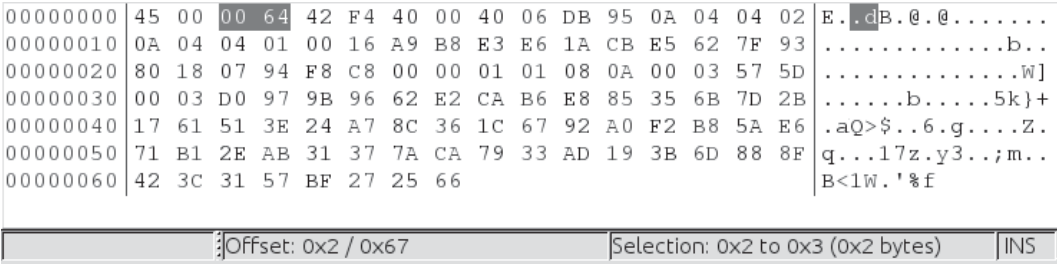 00000000 45 00 00 64 42 F4 40 00 40 06 DB 95 0A 04 04 02 E..dB.@.@.......
00000010 0A 04 04 01 00 16 A9 B8 E3 E6 1A CB E5 62 7F 93 .............b..
00000020 80 18 07 94 F8 C8 00 00 01 01 08 0A 00 03 57 5D ..............W]
00000030 00 03 D0 97 9B 96 62 E2 CA B6 E8 85 35 6B 7D 2B ......b.....5k}+
00000040 17 61 51 3E 24 A7 8C 36 1C 67 92 A0 F2 B8 5A E6 .aQ>$..6.g....Z.
00000050 71 B1 2E AB 31 37 7A CA 79 33 AD 19 3B 6D 88 8F q...17z.y3..;m..
00000060 42 3C 31 57 BF 27 25 66 B<1W.'%f
Offset: 0x2 / 0x67 Selection: 0x2 to 0x3 (0x2 bytes) INS